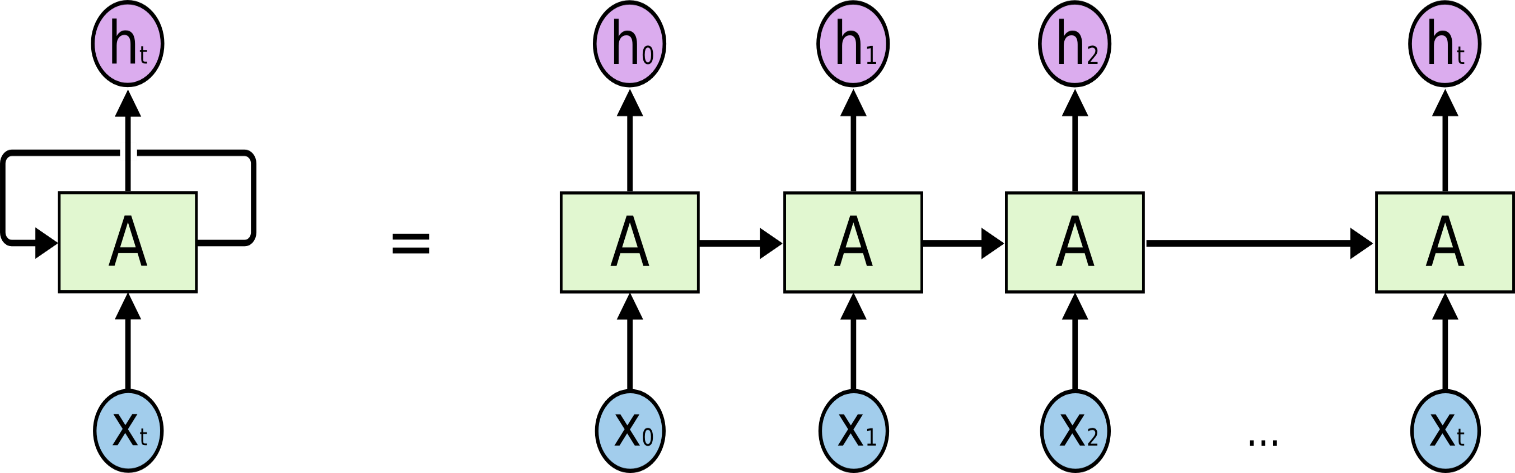 ht h0 h1 h2 ht
A = A A A A
xt x0 x1 x2 ... xt